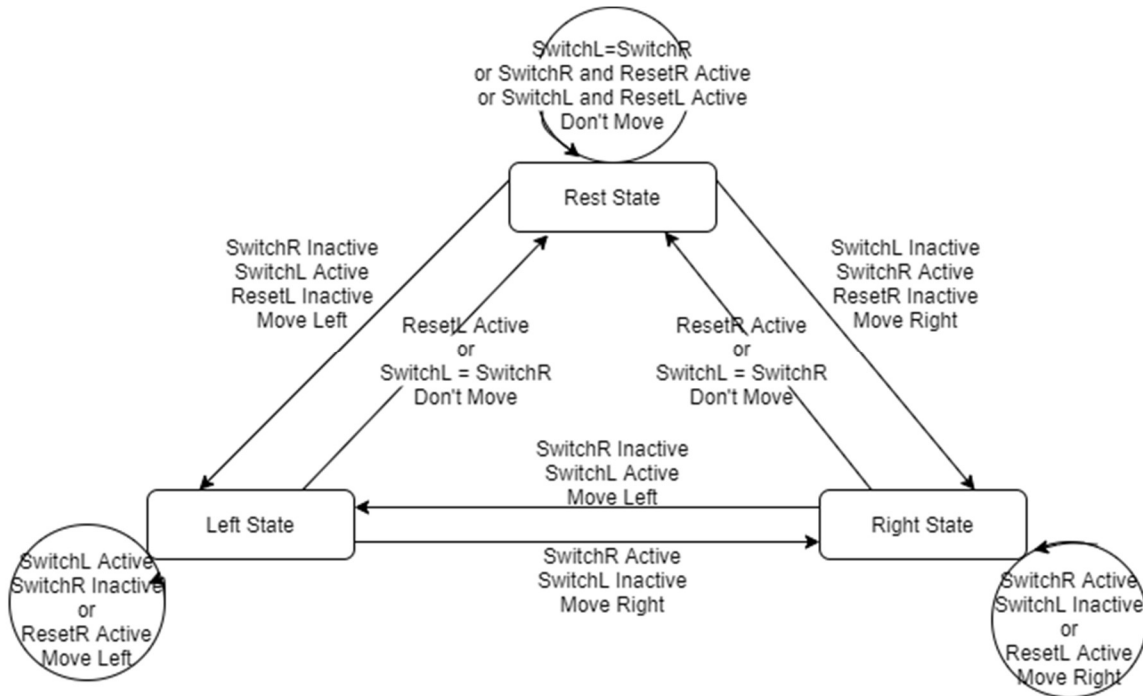 SwitchL=SwitchR
or SwitchR and ResetR Active
or SwitchL and ResetL Active
Don't Move
Rest State
SwitchR Inactive
SwitchL Active
ResetL Inactive
Move Left
SwitchL Inactive
SwitchR Active
ResetR Inactive
Move Right
ResetL Active
or
SwitchL = SwitchR
Don't Move
ResetR Active
or
SwitchL = SwitchR
Don't Move
SwitchR Inactive
SwitchL Active
Move Left
Left State
Right State
SwitchR Active
SwitchL Inactive
Move Right
SwitchL Active
SwitchR Inactive
or
ResetR Active
Move Left
SwitchR Active
SwitchL Inactive
or
ResetL Active
Move Right